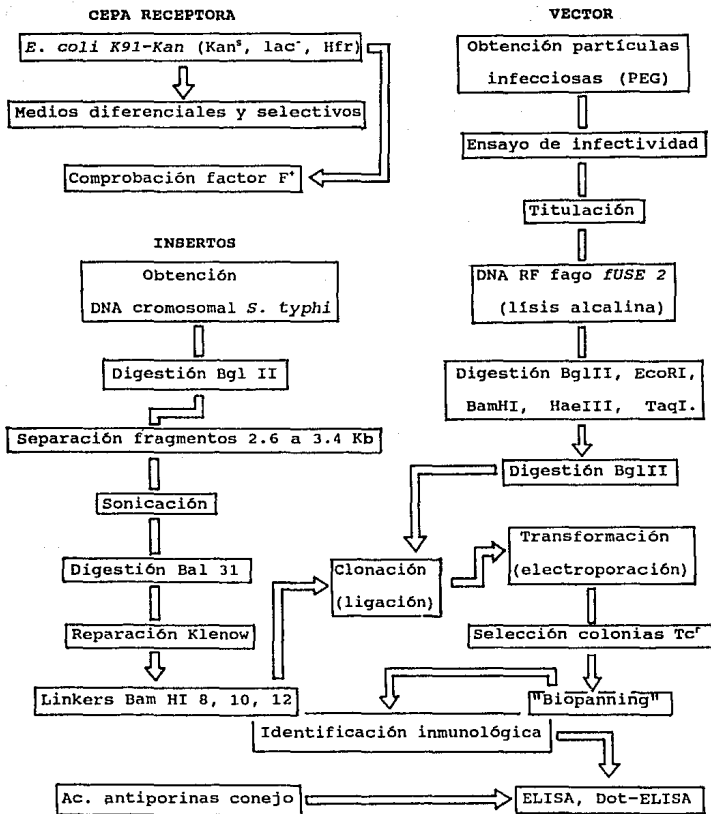 CEPA RECEPTORA
E. coli K91-Kan (Kanˢ, lac⁻, Hfr)
Medios diferenciales y selectivos
Comprobación factor F⁺
INSERTOS
Obtención
DNA cromosomal S. typhi
Digestión Bgl II
Separación fragmentos 2.6 a 3.4 Kb
Sonicación
Digestión Bal 31
Reparación Klenow
Linkers Bam HI 8, 10, 12
VECTOR
Obtención partículas
infecciosas (PEG)
Ensayo de infectividad
Titulación
DNA RF fago fUSE 2
(lísis alcalina)
Digestión BglII, EcoRI,
BamHI, HaeIII, TaqI.
Digestión BglII
Clonación
(ligación)
Transformación
(electroporación)
Selección colonias Tcʳ
"Biopanning"
Identificación inmunológica
Ac. antiporinas conejo
ELISA, Dot-ELISA